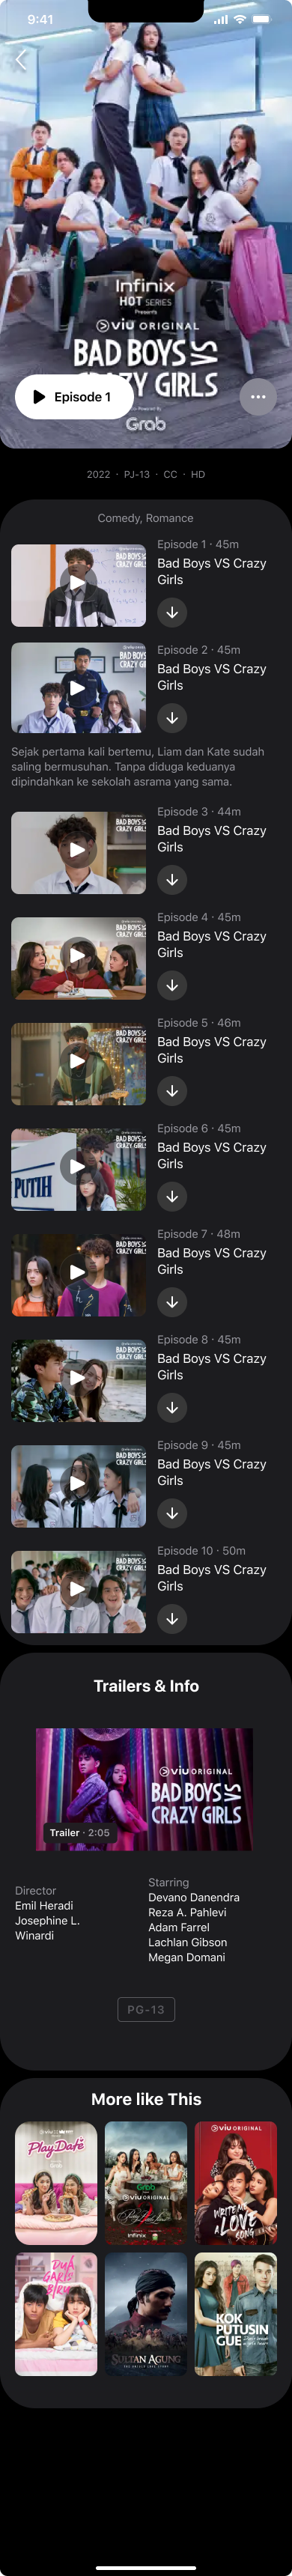 9:41
Infinix
HOT SERIES
Presents
viu ORIGINAL
BAD BOYS VS
CRAZY GIRLS
Episode 1
Powered By
Grab
2022 · PJ-13 · CC · HD
Comedy, Romance
Episode 1 · 45m
Bad Boys VS Crazy
Girls
Episode 2 · 45m
Bad Boys VS Crazy
Girls
Sejak pertama kali bertemu, Liam dan Kate sudah
saling bermusuhan. Tanpa diduga keduanya
dipindahkan ke sekolah asrama yang sama.
Episode 3 · 44m
Bad Boys VS Crazy
Girls
Episode 4 · 45m
Bad Boys VS Crazy
Girls
Episode 5 · 46m
Bad Boys VS Crazy
Girls
Episode 6 · 45m
Bad Boys VS Crazy
Girls
PUTIH
Episode 7 · 48m
Bad Boys VS Crazy
Girls
Episode 8 · 45m
Bad Boys VS Crazy
Girls
Episode 9 · 45m
Bad Boys VS Crazy
Girls
Episode 10 · 50m
Bad Boys VS Crazy
Girls
Trailers & Info
viu ORIGINAL
BAD BOYS VS
CRAZY GIRLS
Trailer · 2:05
Director
Emil Heradi
Josephine L.
Winardi
Starring
Devano Danendra
Reza A. Pahlevi
Adam Farrel
Lachlan Gibson
Megan Domani
PG-13
More like This
PlayDate
Grab
viu ORIGINAL
Infinix
viu ORIGINAL
WRITE ME
A LOVE
SONG
SULTAN AGUNG
KOK
PUTUSIN
GUE